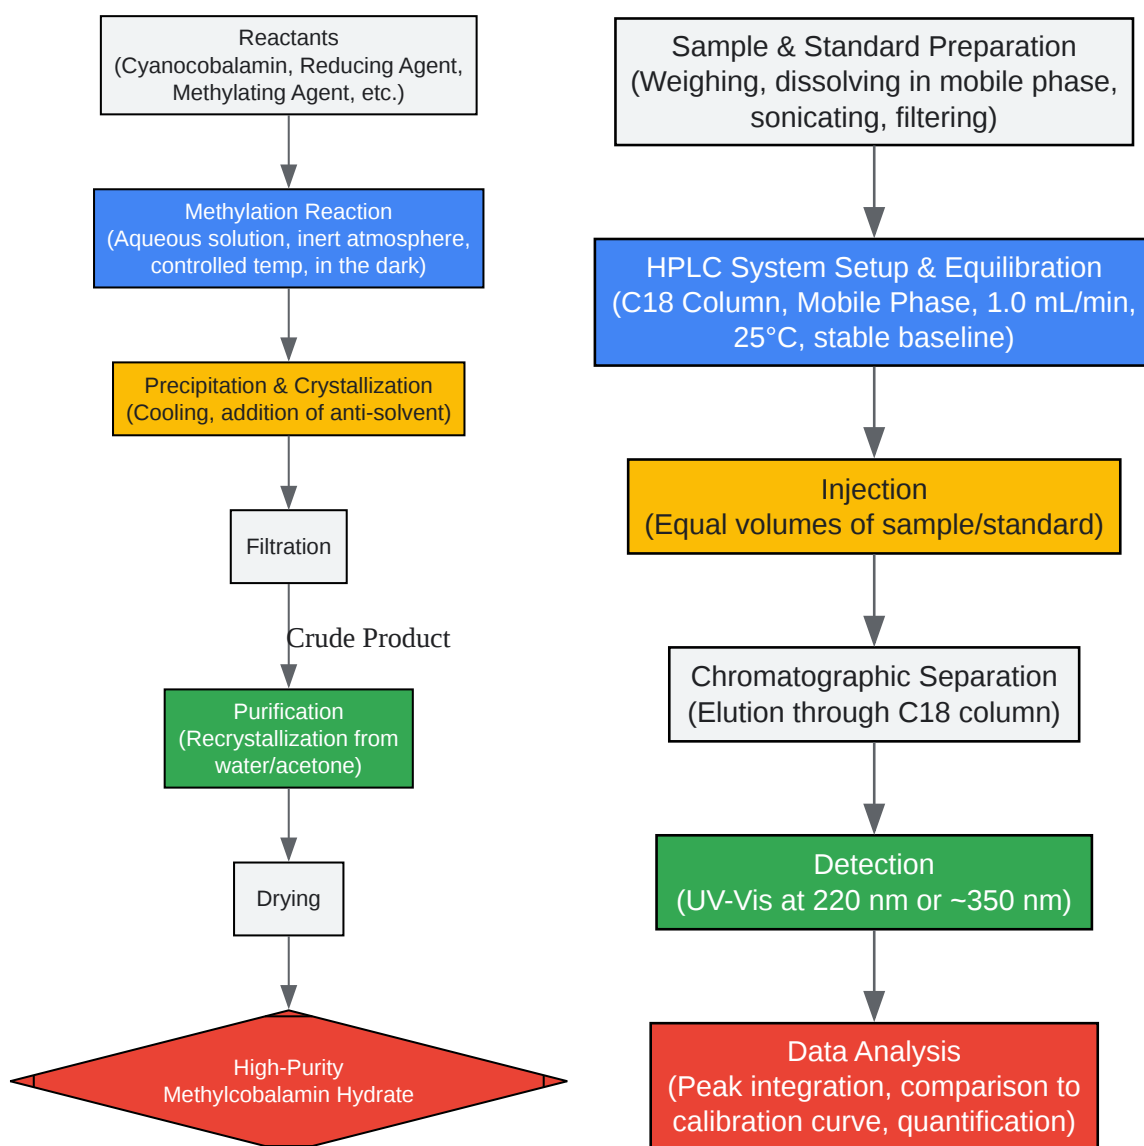 Reactants
(Cyanocobalamin, Reducing Agent,
Methylating Agent, etc.)
Methylation Reaction
(Aqueous solution, inert atmosphere,
controlled temp, in the dark)
Precipitation & Crystallization
(Cooling, addition of anti-solvent)
Filtration
Crude Product
Purification
(Recrystallization from
water/acetone)
Drying
High-Purity
Methylcobalamin Hydrate
Sample & Standard Preparation
(Weighing, dissolving in mobile phase,
sonicating, filtering)
HPLC System Setup & Equilibration
(C18 Column, Mobile Phase, 1.0 mL/min,
25°C, stable baseline)
Injection
(Equal volumes of sample/standard)
Chromatographic Separation
(Elution through C18 column)
Detection
(UV-Vis at 220 nm or ~350 nm)
Data Analysis
(Peak integration, comparison to
calibration curve, quantification)